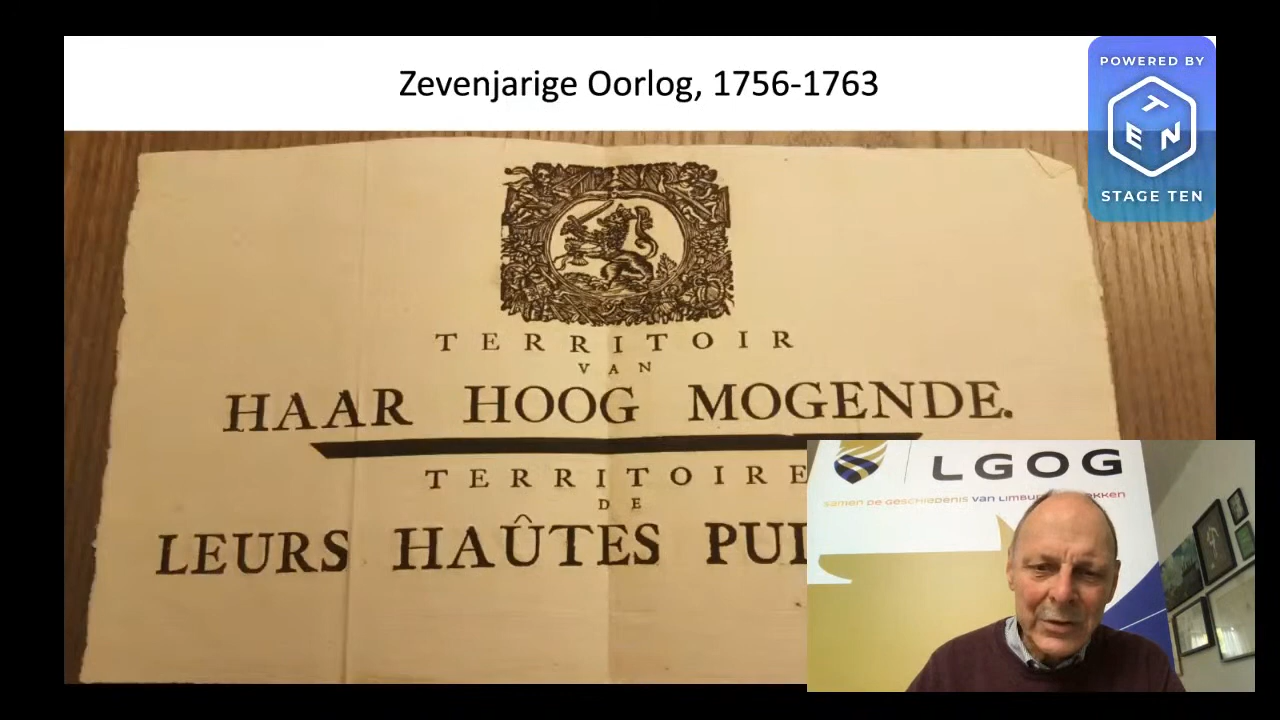 Zevenjarige Oorlog, 1756-1763
POWERED BY
TEN
STAGE TEN
TERRITOIR
VAN
HAAR HOOG MOGENDE.
TERRITOIRE
DE
LEURS HAÛTES PUI
LGOG
samen de geschiedenis van